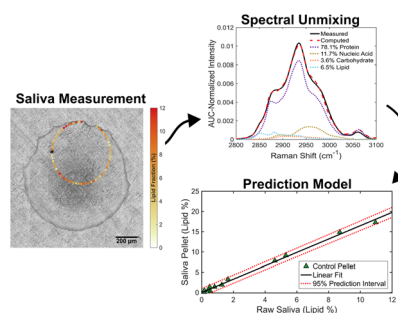 Saliva Measurement
12
10
8
6
4
2
0
Lipid Fraction (%)
200 µm
Spectral Unmixing
AUC-Normalized Intensity
0.012
0.01
0.008
0.006
0.004
0.002
0
Measured
Computed
78.1% Protein
11.7% Nucleic Acid
3.6% Carbohydrate
6.5% Lipid
2800 2850 2900 2950 3000 3050 3100
Raman Shift (cm⁻¹)
Prediction Model
Saliva Pellet (Lipid %)
25
20
15
10
5
0
Control Pellet
Linear Fit
95% Prediction Interval
0 2 4 6 8 10 12
Raw Saliva (Lipid %)